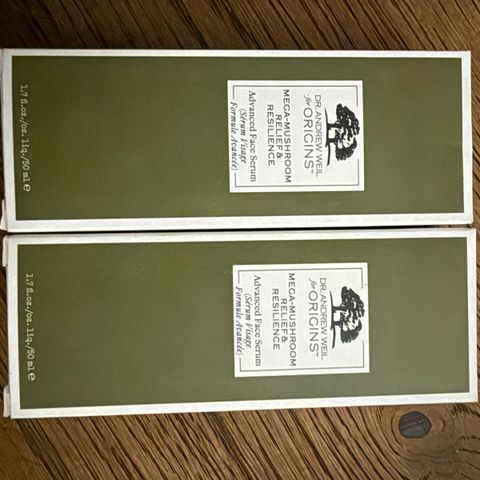 DR. ANDREW WEIL
for ORIGINS™
MEGA-MUSHROOM
RELIEF &
RESILIENCE
Advanced Face Serum
(Sérum Visage
Formule Avancée)
1.7 fl.oz./oz.liq./50 ml e
DR. ANDREW WEIL
for ORIGINS™
MEGA-MUSHROOM
RELIEF &
RESILIENCE
Advanced Face Serum
(Sérum Visage
Formule Avancée)
1.7 fl.oz./oz.liq./50 ml e